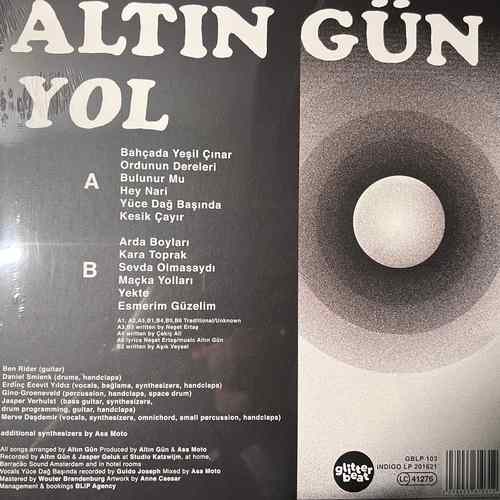 ALTIN GÜN
YOL
A
Bahçada Yeşil Çınar
Ordunun Dereleri
Bulunur Mu
Hey Nari
Yüce Dağ Başında
Kesik Çayır
B
Arda Boyları
Kara Toprak
Sevda Olmasaydı
Maçka Yolları
Yekte
Esmerim Güzelim
A1, A2, A5, B1, B4, B5, B6 Traditional/Unknown
A3, B3 written by Neşet Ertaş
A6 written by Çekiç Ali
A4 lyrics Neşet Ertaş/music Altın Gün
B2 written by Aşık Veysel
Ben Rider (guitar)
Daniel Smienk (drums, handclaps)
Erdinç Ecevit Yıldız (vocals, bağlama, synthesizers, handclaps)
Gino Groeneveld (percussion, handclaps, space drum)
Jasper Verhulst (bass guitar, synthesizers,
drum programming, guitar, handclaps)
Merve Daşdemir (vocals, synthesizers, omnichord, small percussion, handclaps)
additional synthesizers by Asa Moto
All songs arranged by Altın Gün Produced by Altın Gün & Asa Moto
Recorded by Altın Gün & Jasper Geluk at Studio Katzwijm, at home,
Barracão Sound Amsterdam and in hotel rooms
Vocals Yüce Dağ Başında recorded by Guido Joseph Mixed by Asa Moto
Mastered by Wouter Brandenburg Artwork by Anne Caesar
Management & bookings BLIP Agency
glitter
beat
GBLP 103
INDIGO LP 201621
LC 41276